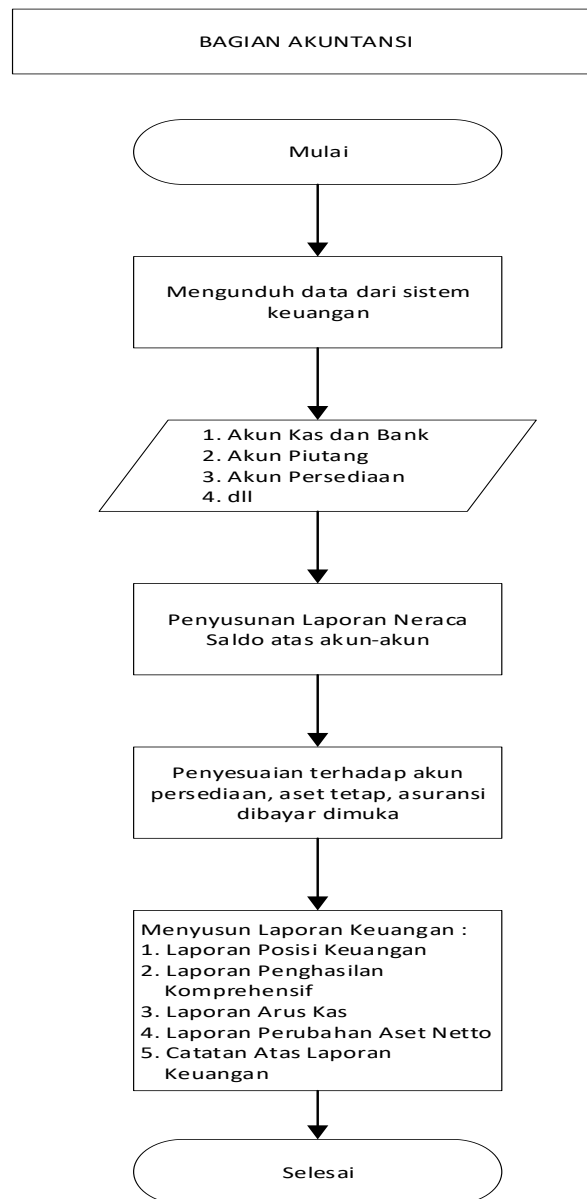 BAGIAN AKUNTANSI
Mulai
Mengunduh data dari sistem
keuangan
1. Akun Kas dan Bank
2. Akun Piutang
3. Akun Persediaan
4. dll
Penyusunan Laporan Neraca
Saldo atas akun-akun
Penyesuaian terhadap akun
persediaan, aset tetap, asuransi
dibayar dimuka
Menyusun Laporan Keuangan :
1. Laporan Posisi Keuangan
2. Laporan Penghasilan
Komprehensif
3. Laporan Arus Kas
4. Laporan Perubahan Aset Netto
5. Catatan Atas Laporan
Keuangan
Selesai